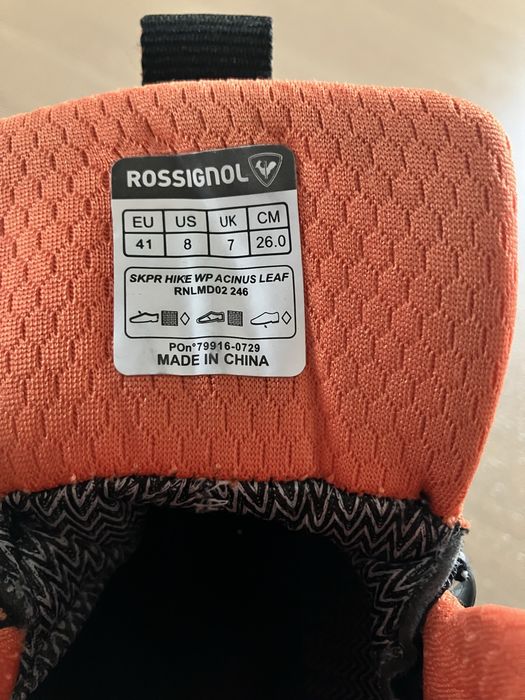 ROSSIGNOL
EU US UK CM
41 8 7 26.0
SKPR HIKE WP ACINUS LEAF
RNLMD02 246
POn°79916-0729
MADE IN CHINA